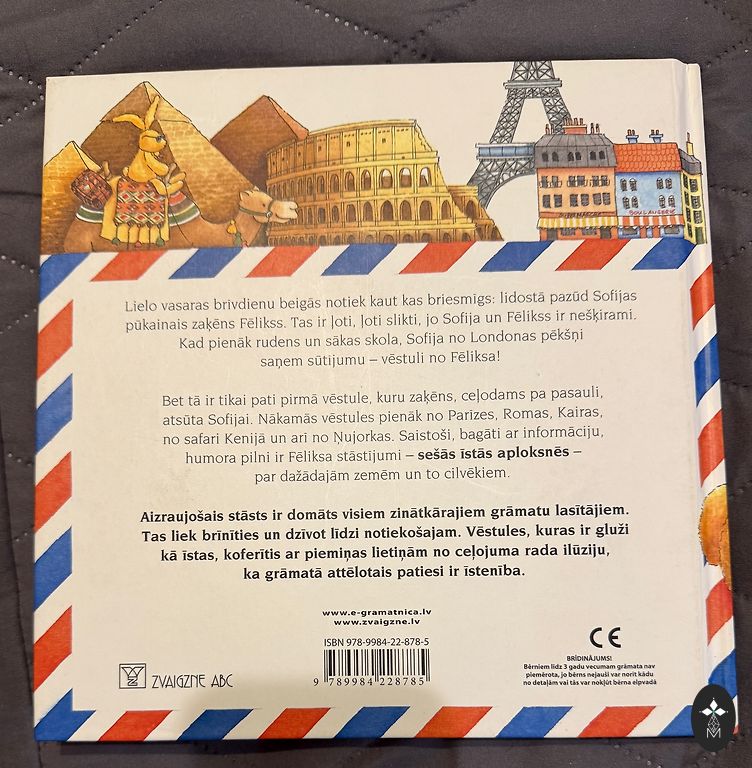 BOULANGERIE
Lielo vasaras brīvdienu beigās notiek kaut kas briesmīgs: lidostā pazūd Sofijas
pūkainais zaķēns Fēlikss. Tas ir ļoti, ļoti slikti, jo Sofija un Fēlikss ir nešķirami.
Kad pienāk rudens un sākas skola, Sofija no Londonas pēkšņi
saņem sūtījumu – vēstuli no Fēliksa!
Bet tā ir tikai pati pirmā vēstule, kuru zaķēns, ceļodams pa pasauli,
atsūta Sofijai. Nākamās vēstules pienāk no Parīzes, Romas, Kairas,
no safari Kenijā un arī no Ņujorkas. Saistoši, bagāti ar informāciju,
humora pilni ir Fēliksa stāstījumi – sešās īstās aploksnēs –
par dažādajām zemēm un to cilvēkiem.
Aizraujošais stāsts ir domāts visiem zinātkārajiem grāmatu lasītājiem.
Tas liek brīnīties un dzīvot līdzi notiekošajam. Vēstules, kuras ir gluži
kā īstas, koferītis ar piemiņas lietiņām no ceļojuma rada ilūziju,
ka grāmatā attēlotais patiesi ir īstenība.
www.e-gramatnica.lv
www.zvaigzne.lv
ISBN 978-9984-22-878-5
9 789984 228785
ZVAIGZNE ABC
CE
BRĪDINĀJUMS!
Bērniem līdz 3 gadu vecumam grāmata nav
piemērota, jo bērns nejauši var norīt kādu
no detaļām vai tās var nokļūt bērna elpvadā
M